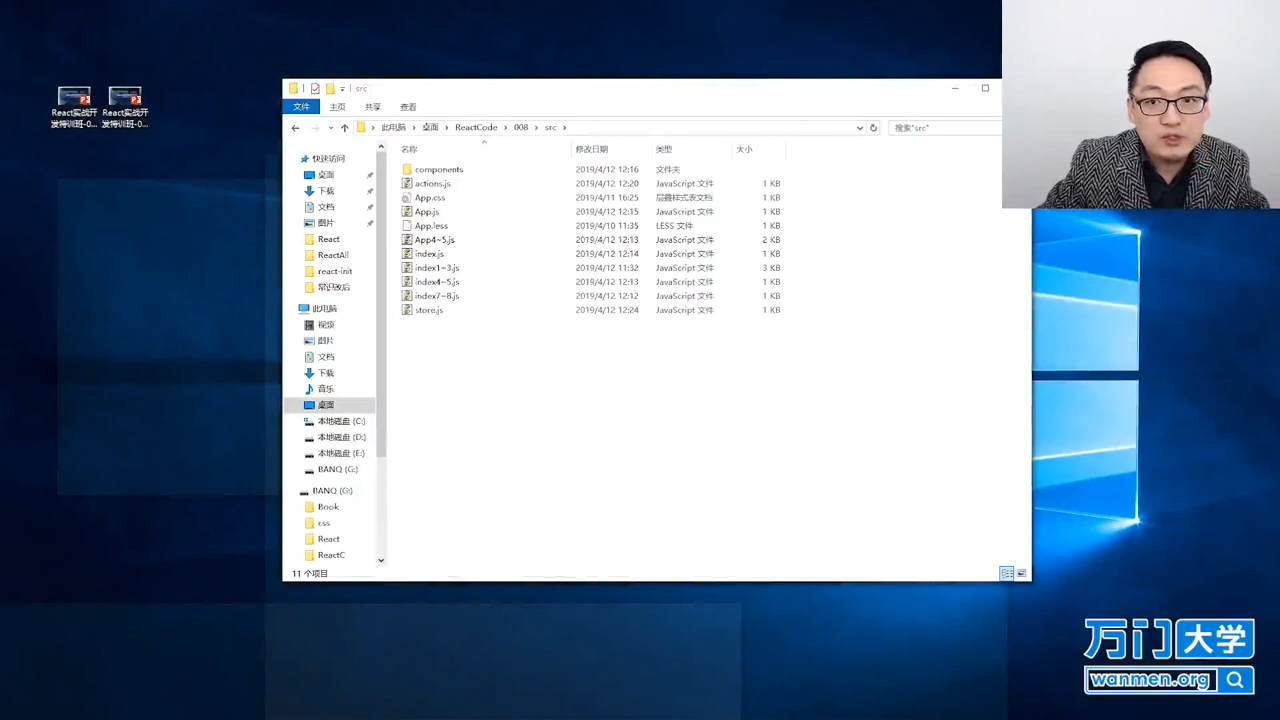 React实战开
发特训班-0...
React实战开
发特训班-0...
src
文件 主页 共享 查看
此电脑 桌面 ReactCode 008 src
搜索"src"
名称 修改日期 类型 大小
components 2019/4/12 12:16 文件夹
actions.js 2019/4/12 12:20 JavaScript 文件 1 KB
App.css 2019/4/11 16:25 层叠样式表文档 1 KB
App.js 2019/4/12 12:15 JavaScript 文件 1 KB
App.less 2019/4/10 11:35 LESS 文件 1 KB
App4~5.js 2019/4/12 12:13 JavaScript 文件 2 KB
index.js 2019/4/12 12:14 JavaScript 文件 1 KB
index1~3.js 2019/4/12 11:32 JavaScript 文件 3 KB
index4~5.js 2019/4/12 12:13 JavaScript 文件 1 KB
index7~8.js 2019/4/12 12:12 JavaScript 文件 1 KB
store.js 2019/4/12 12:24 JavaScript 文件 1 KB
快速访问
桌面
下载
文档
图片
React
ReactAll
react-init
常识改后
此电脑
视频
图片
文档
下载
音乐
桌面
本地磁盘 (C:)
本地磁盘 (D:)
本地磁盘 (E:)
BANQ (G:)
BANQ (G:)
Book
css
React
ReactC
11 个项目
万门大学
wanmen.org